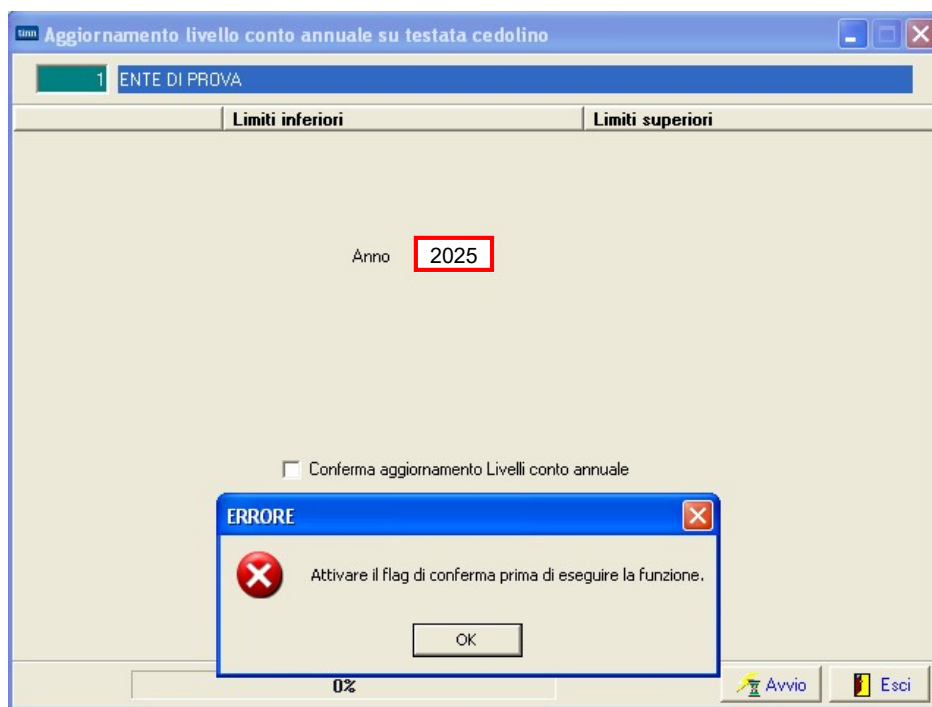 tinn Aggiornamento livello conto annuale su testata cedolino
1 ENTE DI PROVA
Limiti inferiori Limiti superiori
Anno 2025
Conferma aggiornamento Livelli conto annuale
ERRORE
Attivare il flag di conferma prima di eseguire la funzione.
OK
0% Avvio Esci